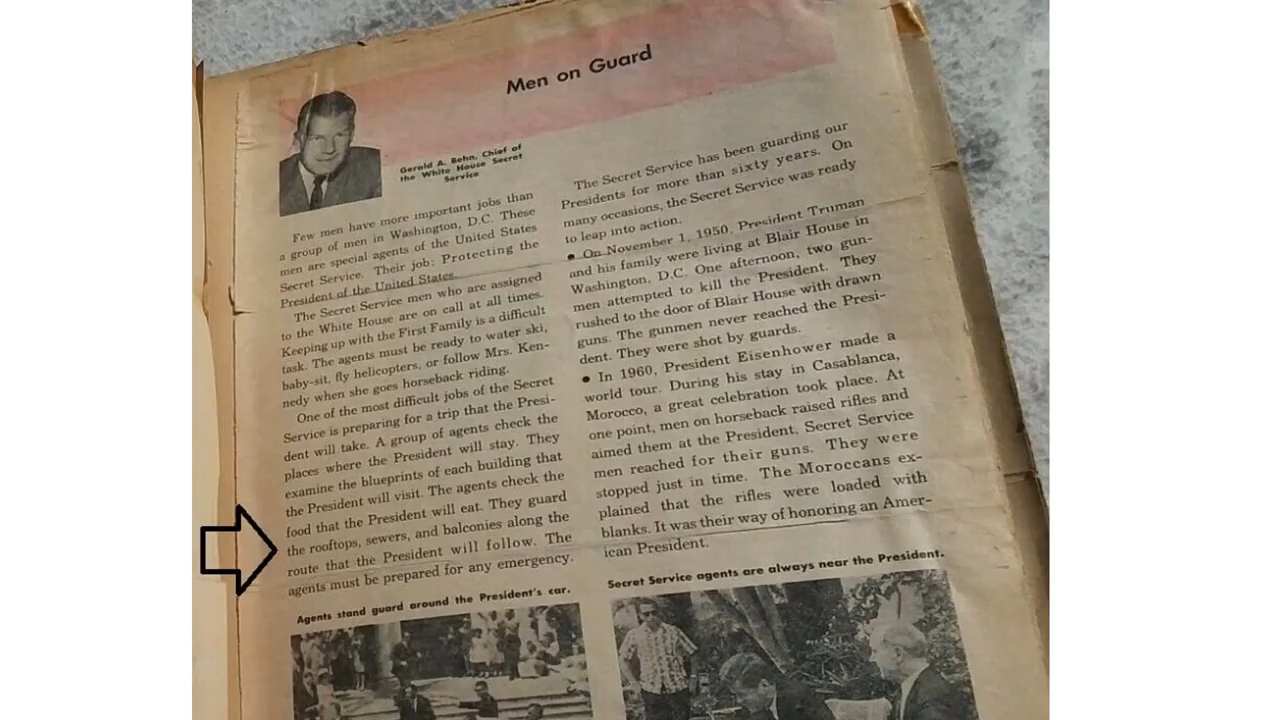 Men on Guard
Gerald A. Behn, Chief of
the White House Secret
Service
Few men have more important jobs than
a group of men in Washington, D.C. These
men are special agents of the United States
Secret Service. Their job: Protecting the
President of the United States.
The Secret Service men who are assigned
to the White House are on call at all times.
Keeping up with the First Family is a difficult
task. The agents must be ready to water ski,
baby-sit, fly helicopters, or follow Mrs. Ken-
nedy when she goes horseback riding.
One of the most difficult jobs of the Secret
Service is preparing for a trip that the Presi-
dent will take. A group of agents check the
places where the President will stay. They
examine the blueprints of each building that
the President will visit. The agents check the
food that the President will eat. They guard
the rooftops, sewers, and balconies along the
route that the President will follow. The
agents must be prepared for any emergency.
Agents stand guard around the President's car.
The Secret Service has been guarding our
Presidents for more than sixty years. On
many occasions, the Secret Service was ready
to leap into action.
• On November 1, 1950, President Truman
and his family were living at Blair House in
Washington, D.C. One afternoon, two gun-
men attempted to kill the President. They
rushed to the door of Blair House with drawn
guns. The gunmen never reached the Presi-
dent. They were shot by guards.
• In 1960, President Eisenhower made a
world tour. During his stay in Casablanca,
Morocco, a great celebration took place. At
one point, men on horseback raised rifles and
aimed them at the President. Secret Service
men reached for their guns. They were
stopped just in time. The Moroccans ex-
plained that the rifles were loaded with
blanks. It was their way of honoring an Amer-
ican President.
Secret Service agents are always near the President.